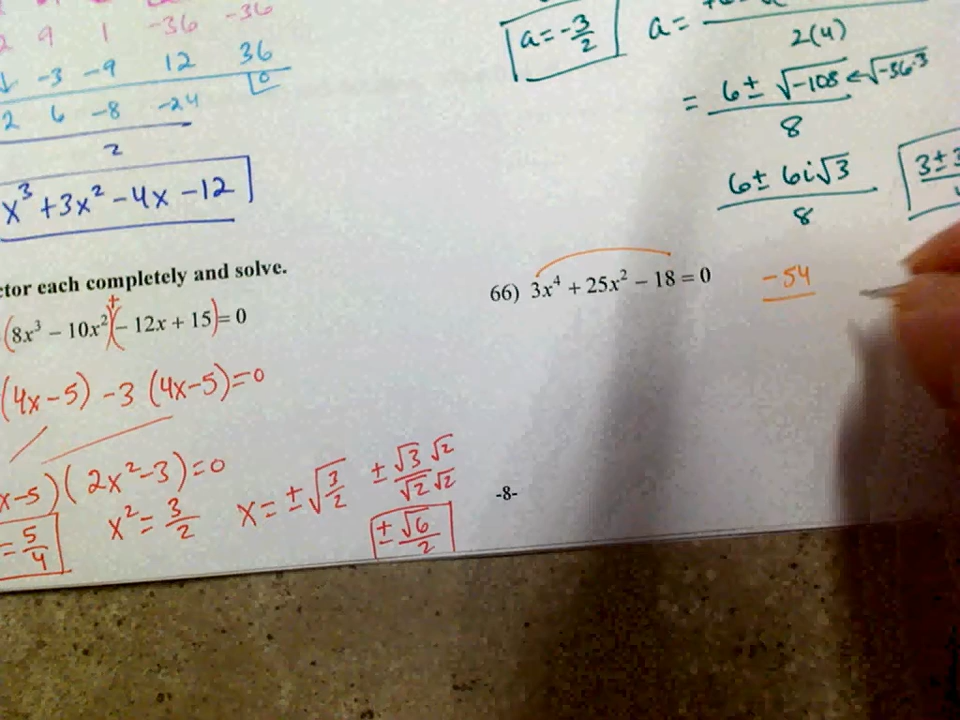 9 1 -36 -36
-3 -9 12 36
2 6 -8 -24 0
2
x³ + 3x² - 4x - 12
a = -3/2
a =
2(4)
= 6 ± √-108 ← √-36·3
8
6 ± 6i√3
8
3 ± 3
ctor each completely and solve.
(8x³ - 10x²)+(- 12x + 15) = 0
(4x-5) -3 (4x-5)=0
x-5)(2x²-3)=0
= 5/4
x² = 3/2
x = ±√3/2
± √3 √2
√2 √2
± √6/2
66) 3x⁴ + 25x² - 18 = 0
-54
-8-